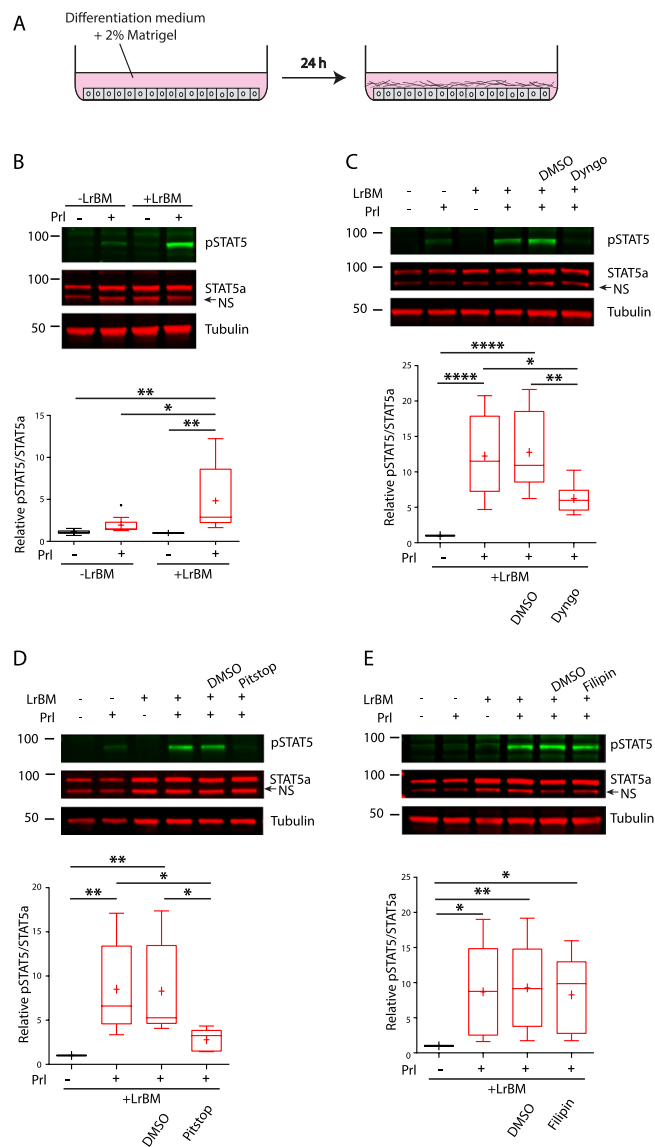 A
Differentiation medium
+ 2% Matrigel
24 h
B
-LrBM +LrBM
Prl - + - +
100
pSTAT5
100
STAT5a
NS
50
Tubulin
Relative pSTAT5/STAT5a
15
10
5
0
**
*
**
Prl - + - +
-LrBM +LrBM
C
DMSO
Dyngo
LrBM - - + + + +
Prl - + - + + +
100
pSTAT5
100
STAT5a
NS
50
Tubulin
Relative pSTAT5/STAT5a
25
20
15
10
5
0
****
*
**** **
Prl - + + +
+LrBM
DMSO
Dyngo
D
DMSO
Pitstop
LrBM - - + + + +
Prl - + - + + +
100
pSTAT5
100
STAT5a
NS
50
Tubulin
Relative pSTAT5/STAT5a
20
15
10
5
0
**
*
** *
Prl - + + +
+LrBM
DMSO
Pitstop
E
DMSO
Filipin
LrBM - - + + + +
Prl - + - + + +
100
pSTAT5
100
STAT5a
NS
50
Tubulin
Relative pSTAT5/STAT5a
25
20
15
10
5
0
*
**
*
Prl - + + +
+LrBM
DMSO
Filipin